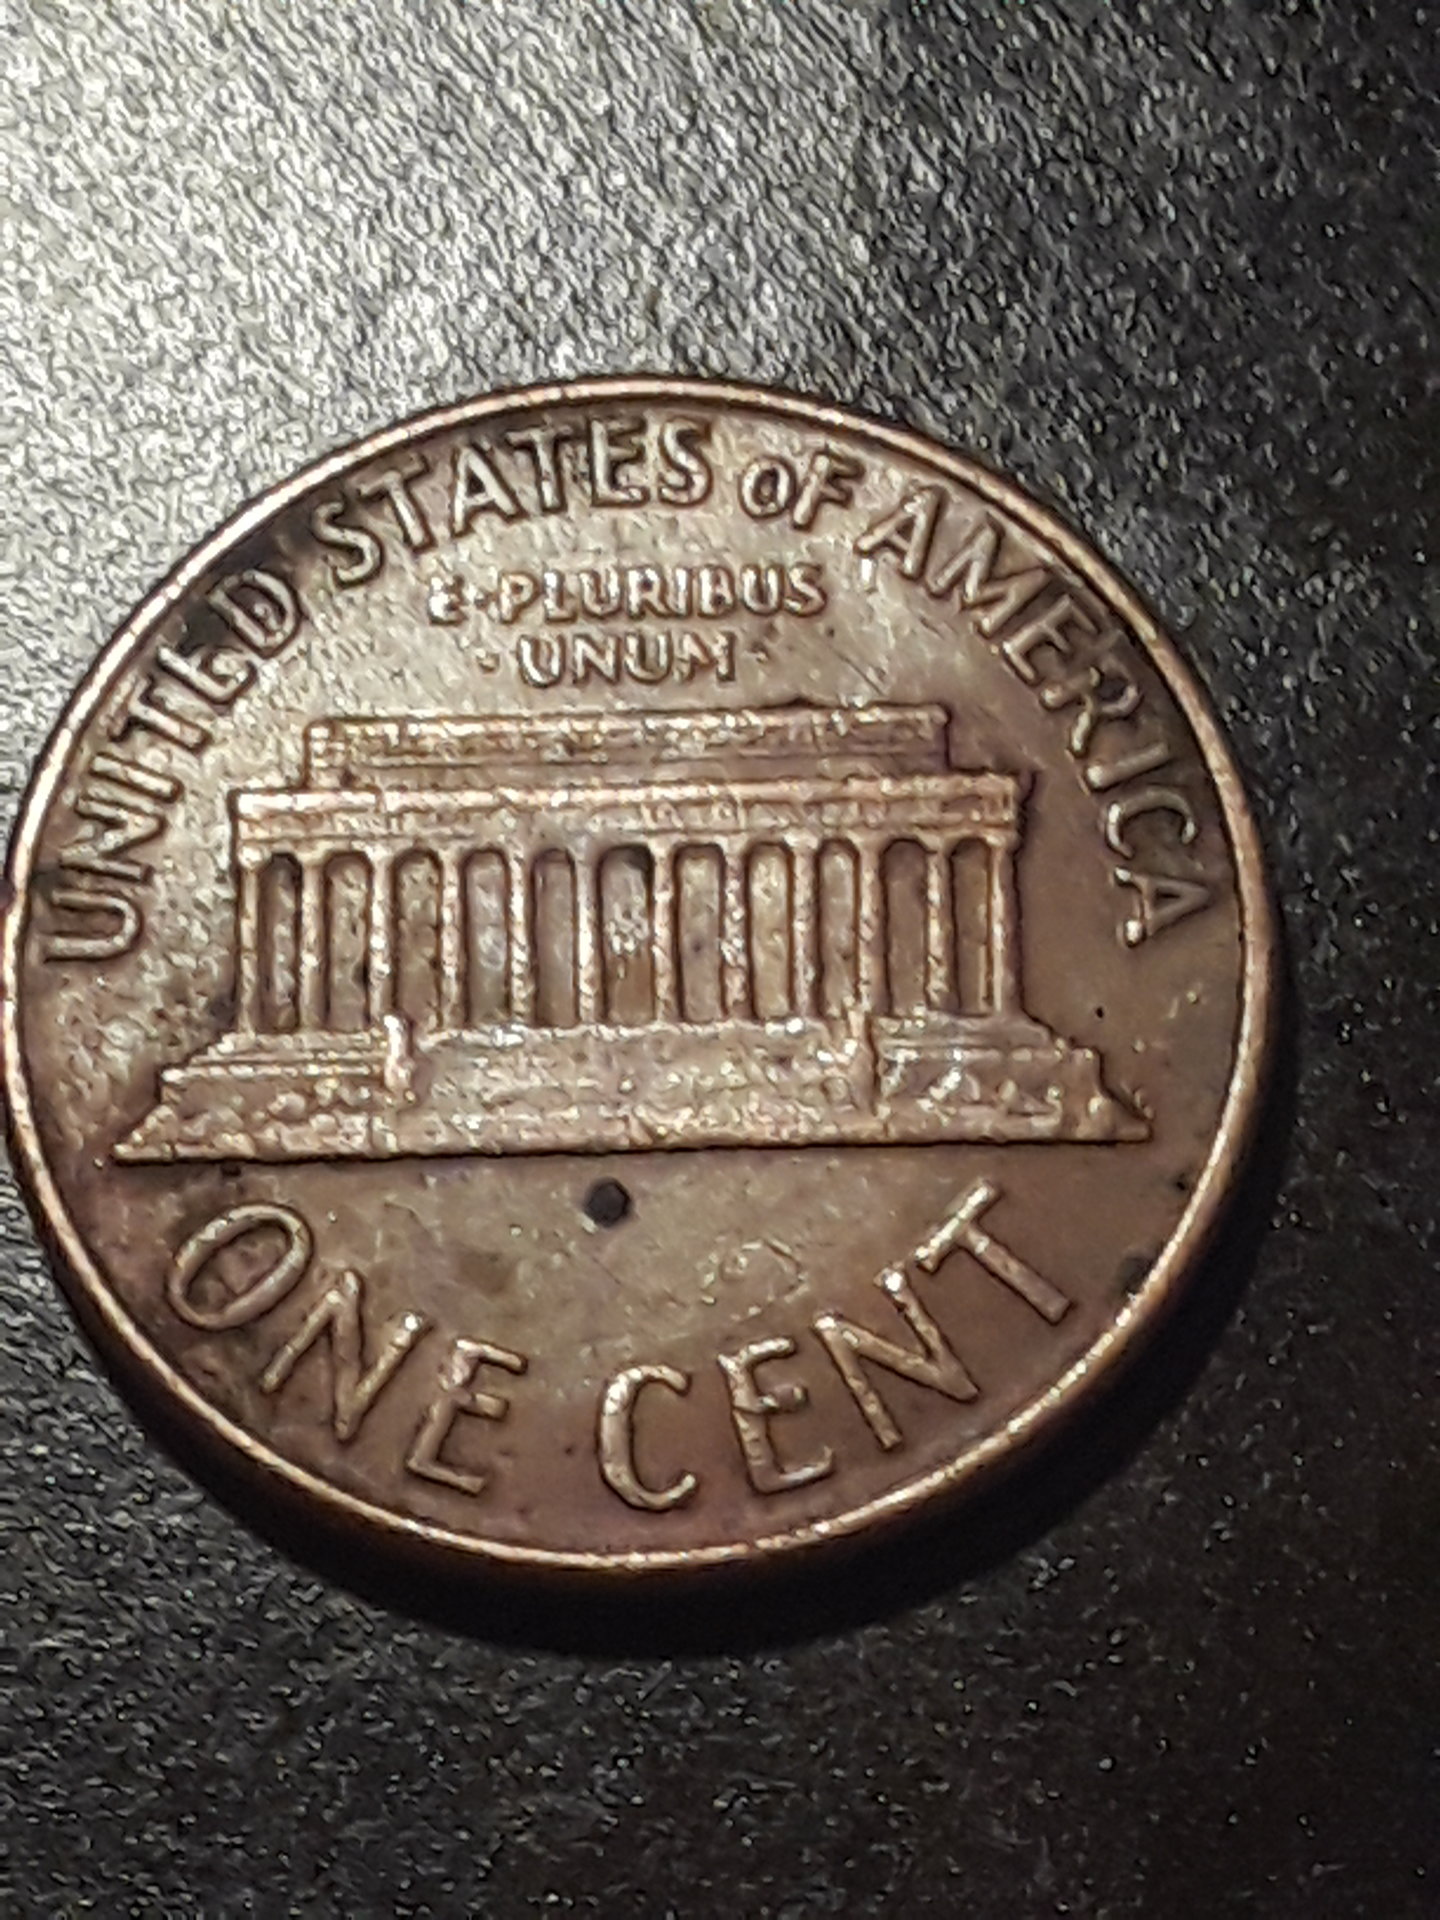 UNITED STATES OF AMERICA
E·PLURIBUS
·UNUM·
ONE CENT